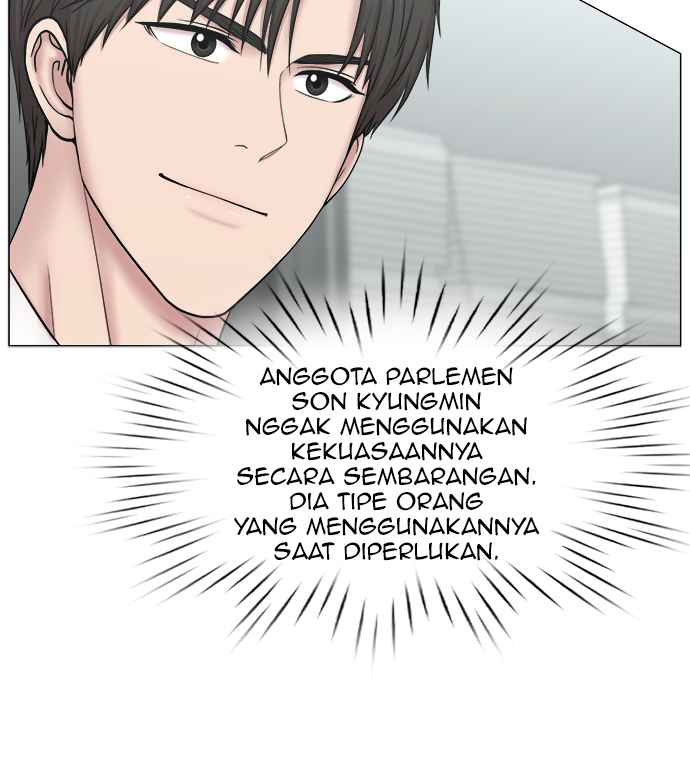 ANGGOTA PARLEMEN
SON KYUNGMIN
NGGAK MENGGUNAKAN
KEKUASAANNYA
SECARA SEMBARANGAN.
DIA TIPE ORANG
YANG MENGGUNAKANNYA
SAAT DIPERLUKAN.